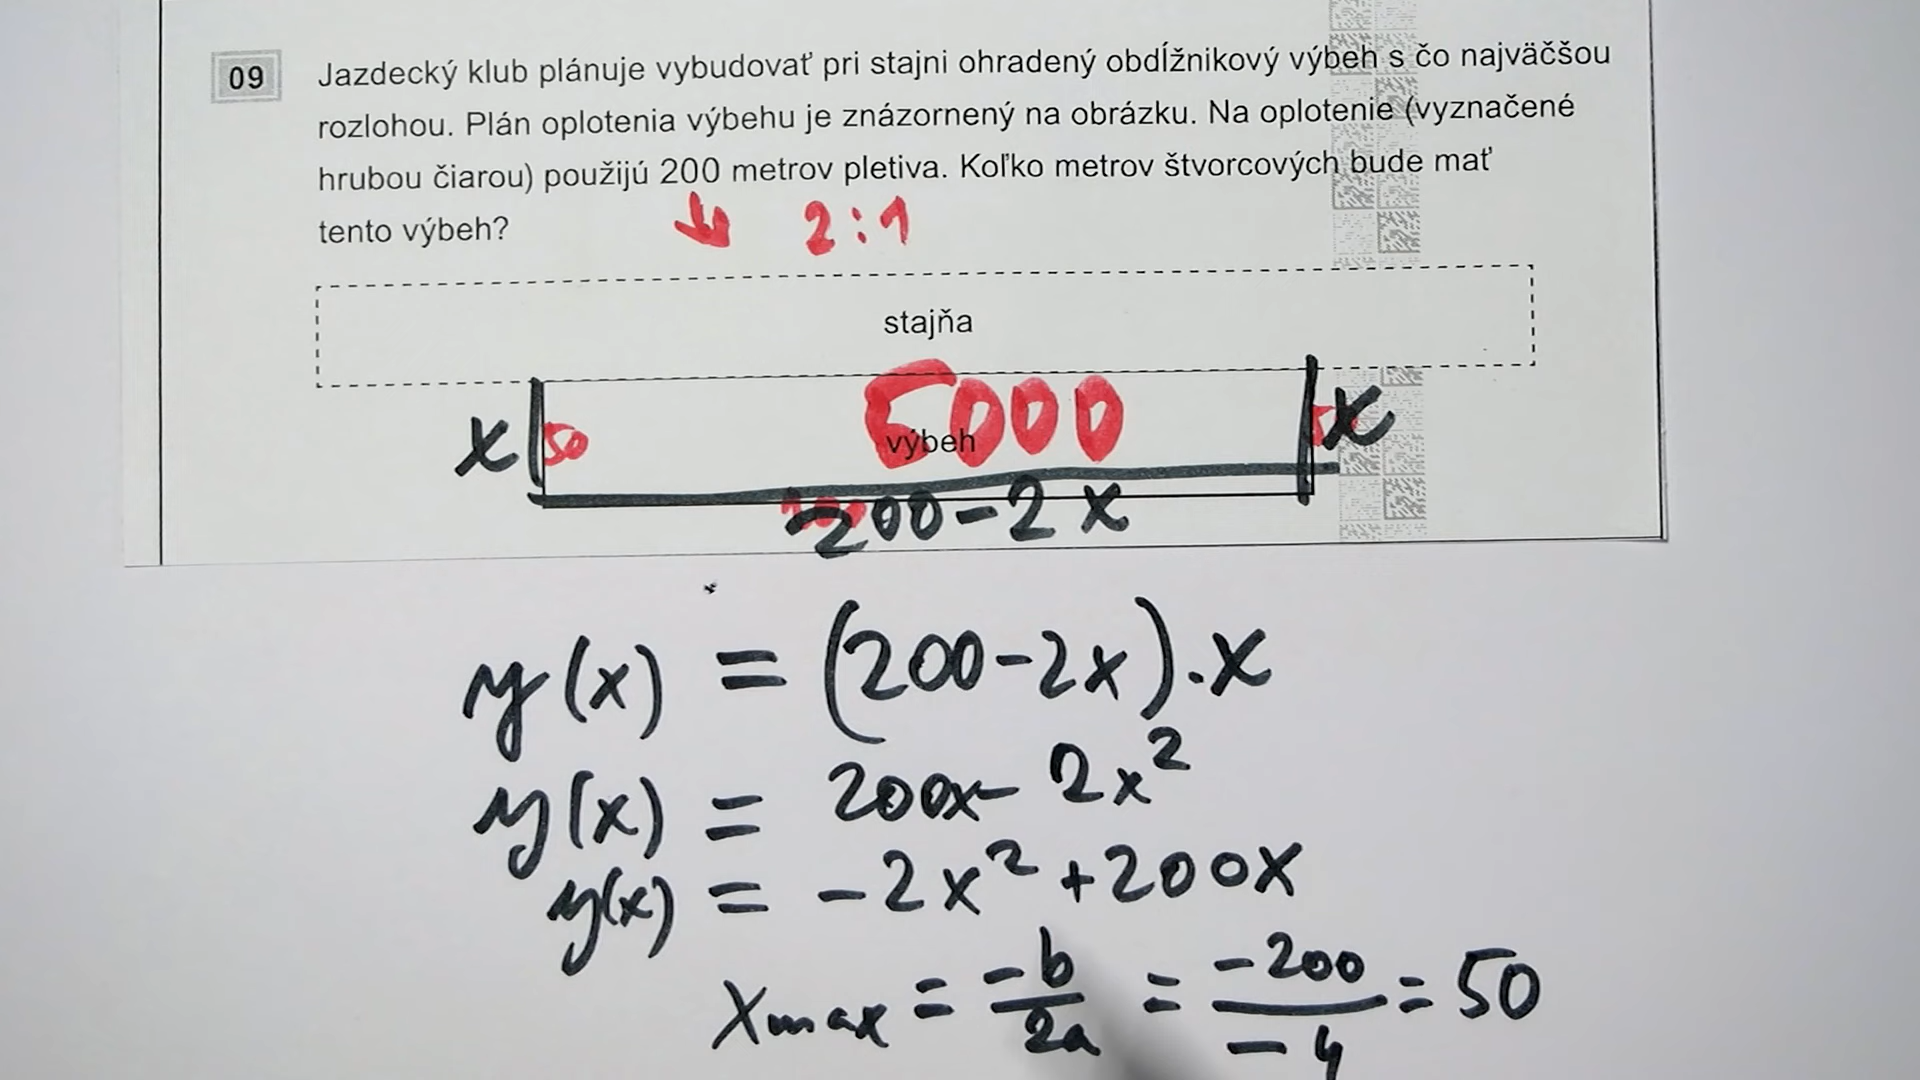 09 Jazdecký klub plánuje vybudovať pri stajni ohradený obdĺžnikový výbeh s čo najväčšou
rozlohou. Plán oplotenia výbehu je znázornený na obrázku. Na oplotenie (vyznačené
hrubou čiarou) použijú 200 metrov pletiva. Koľko metrov štvorcových bude mať
tento výbeh?
2:1
stajňa
x 50 5000 x
výbeh
200-2x
y(x) = (200-2x).x
y(x) = 200x-2x²
y(x) = -2x²+200x
xmax = -b/2a = -200/-4 = 50